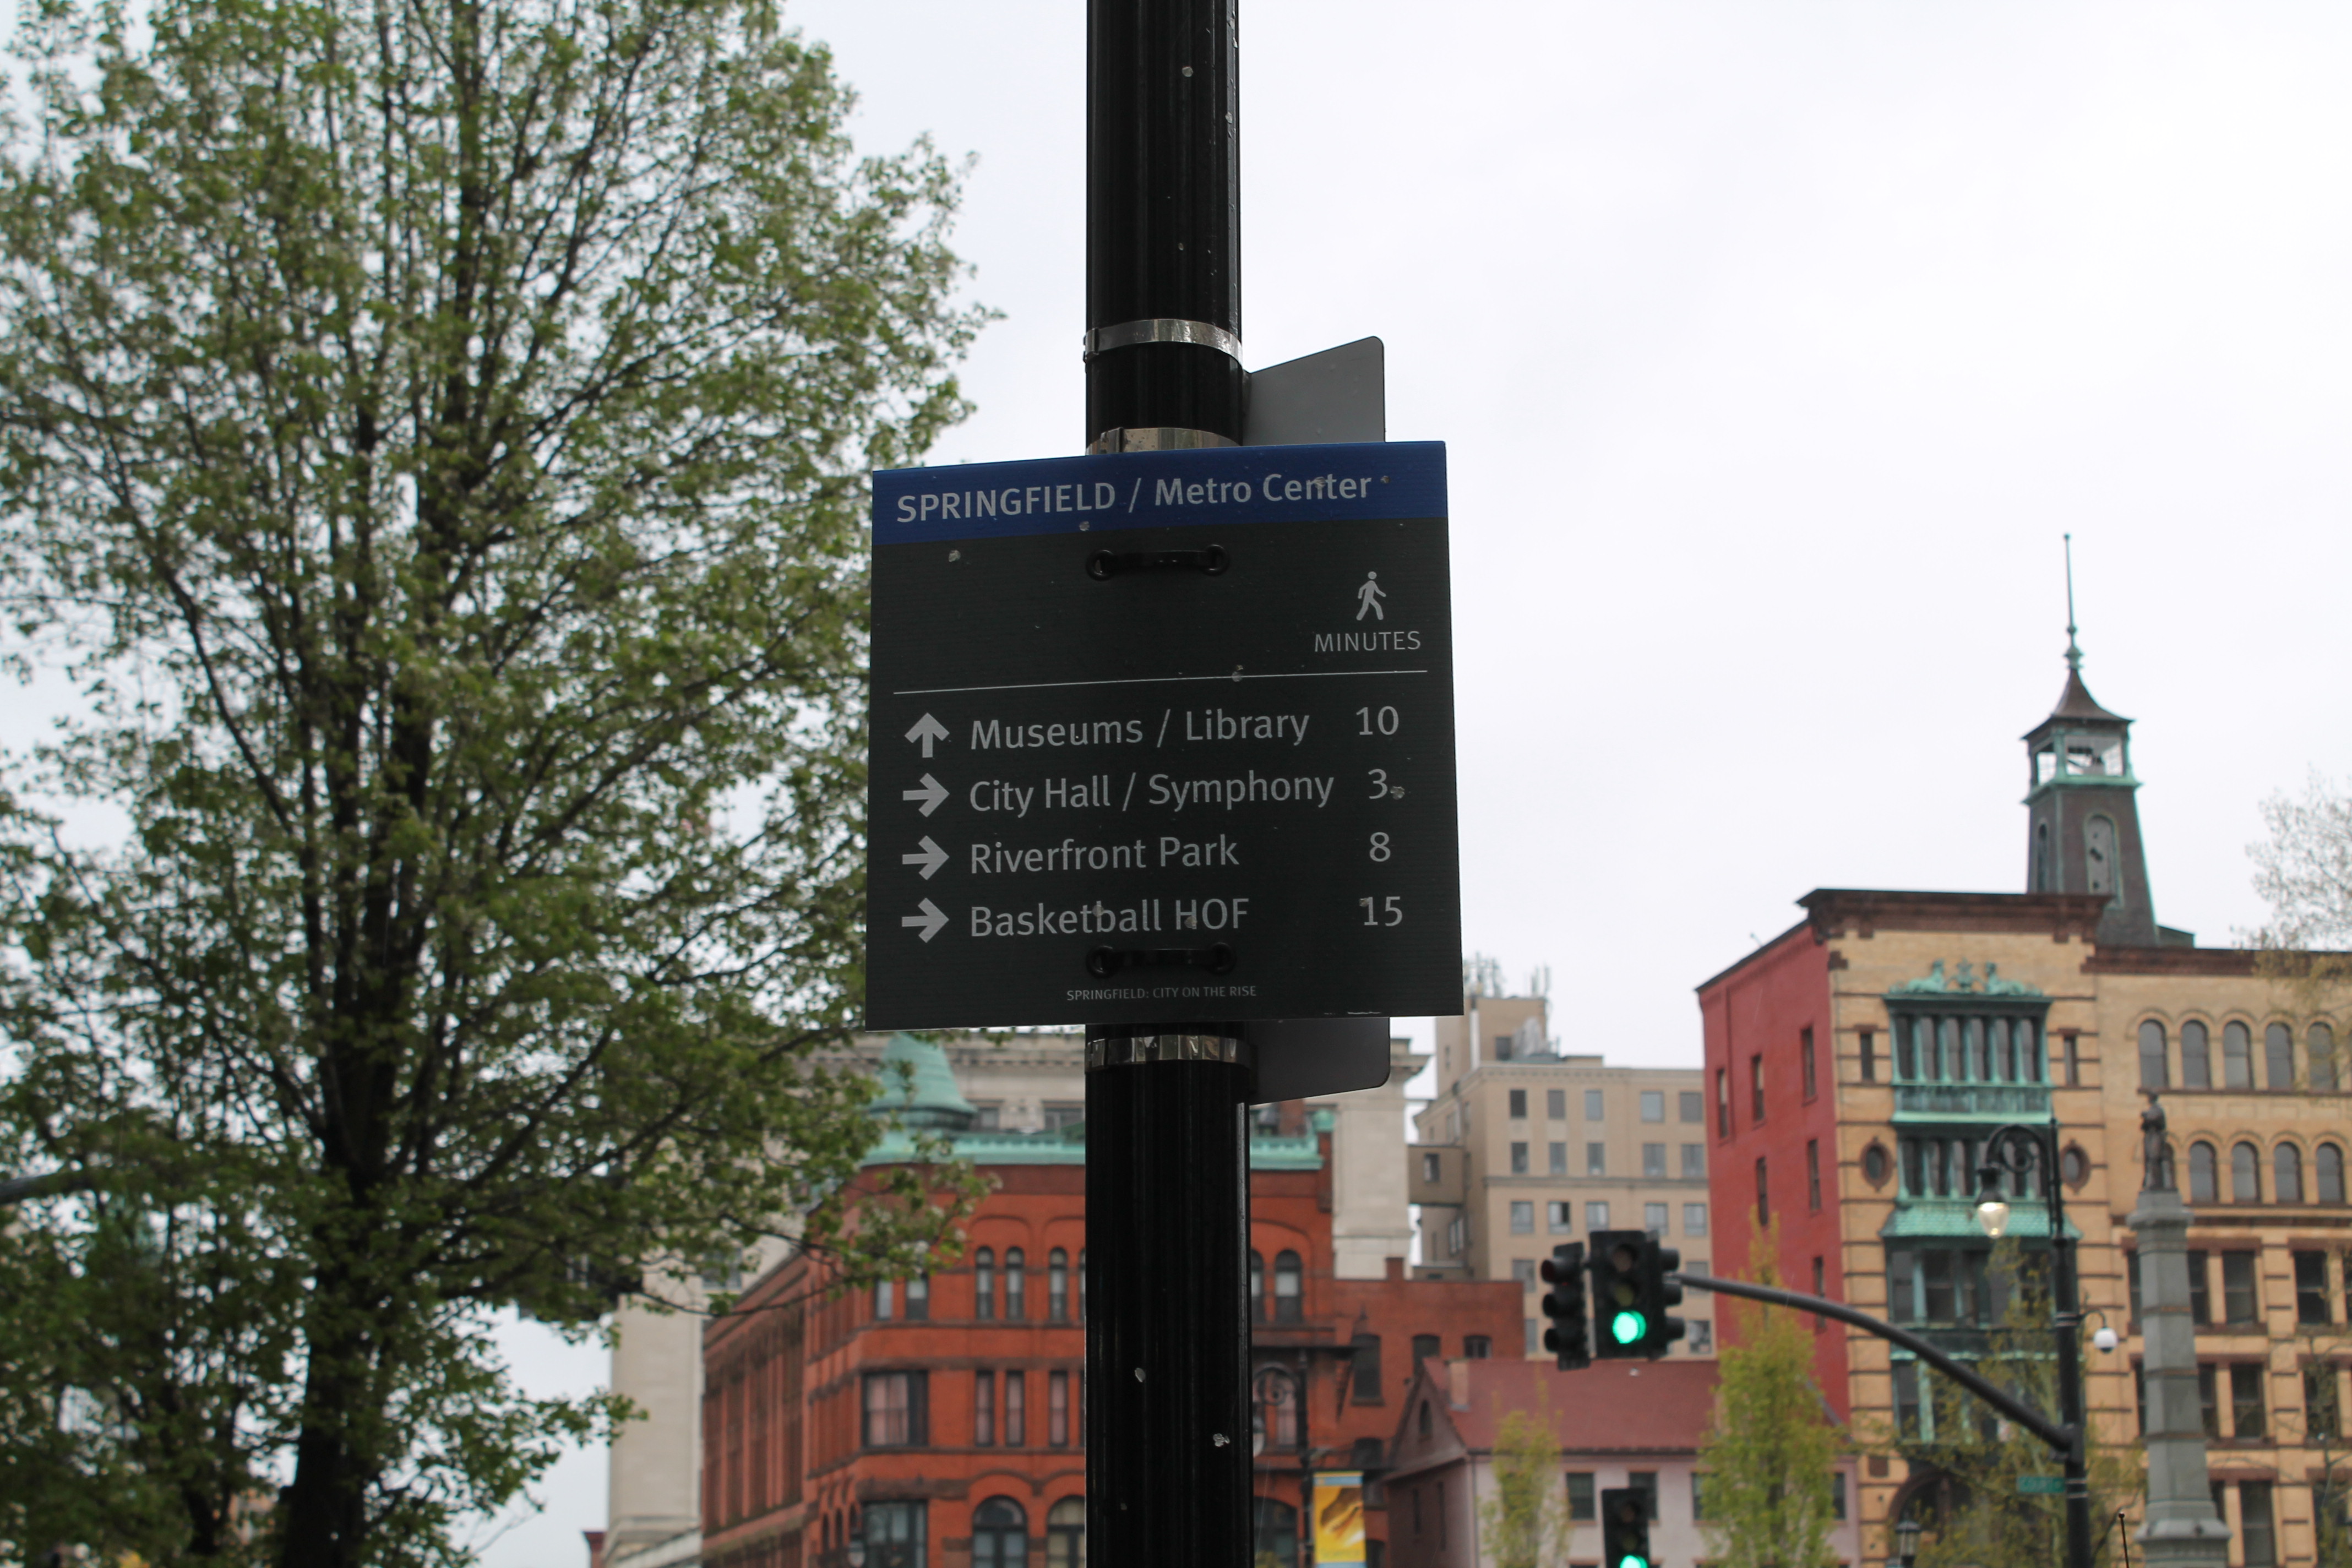 SPRINGFIELD / Metro Center
MINUTES
Museums / Library 10
City Hall / Symphony 3
Riverfront Park 8
Basketball HOF 15
SPRINGFIELD: CITY ON THE RISE